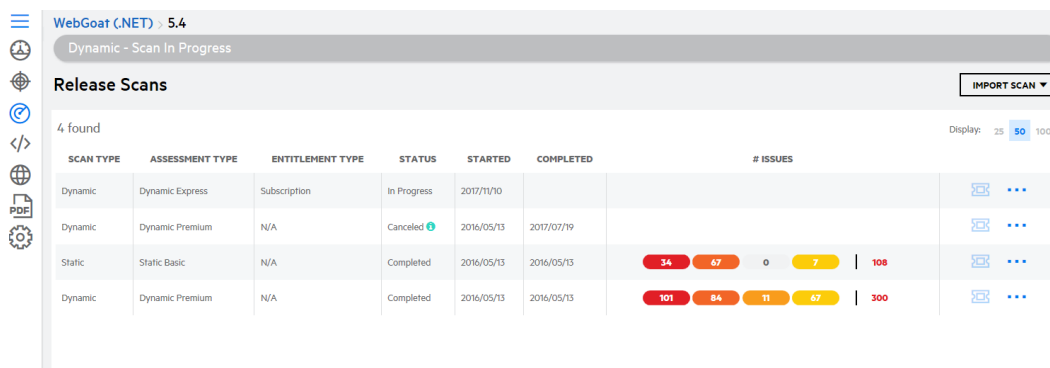 WebGoat (.NET) > 5.4
Dynamic - Scan In Progress
Release Scans
IMPORT SCAN
4 found
Display: 25 50 100
SCAN TYPE ASSESSMENT TYPE ENTITLEMENT TYPE STATUS STARTED COMPLETED # ISSUES
Dynamic Dynamic Express Subscription In Progress 2017/11/10
Dynamic Dynamic Premium N/A Canceled 2016/05/13 2017/07/19
Static Static Basic N/A Completed 2016/05/13 2016/05/13 34 67 0 7 108
Dynamic Dynamic Premium N/A Completed 2016/05/13 2016/05/13 101 84 11 67 300
PDF